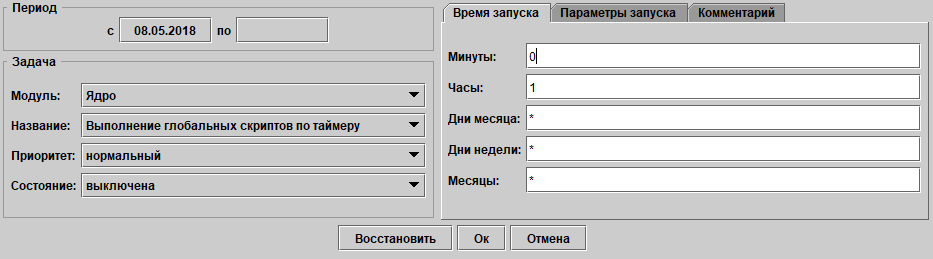 Период
с 08.05.2018 по
Задача
Модуль: Ядро
Название: Выполнение глобальных скриптов по таймеру
Приоритет: нормальный
Состояние: выключена
Время запуска Параметры запуска Комментарий
Минуты: 0
Часы: 1
Дни месяца: *
Дни недели: *
Месяцы: *
Восстановить Ок Отмена